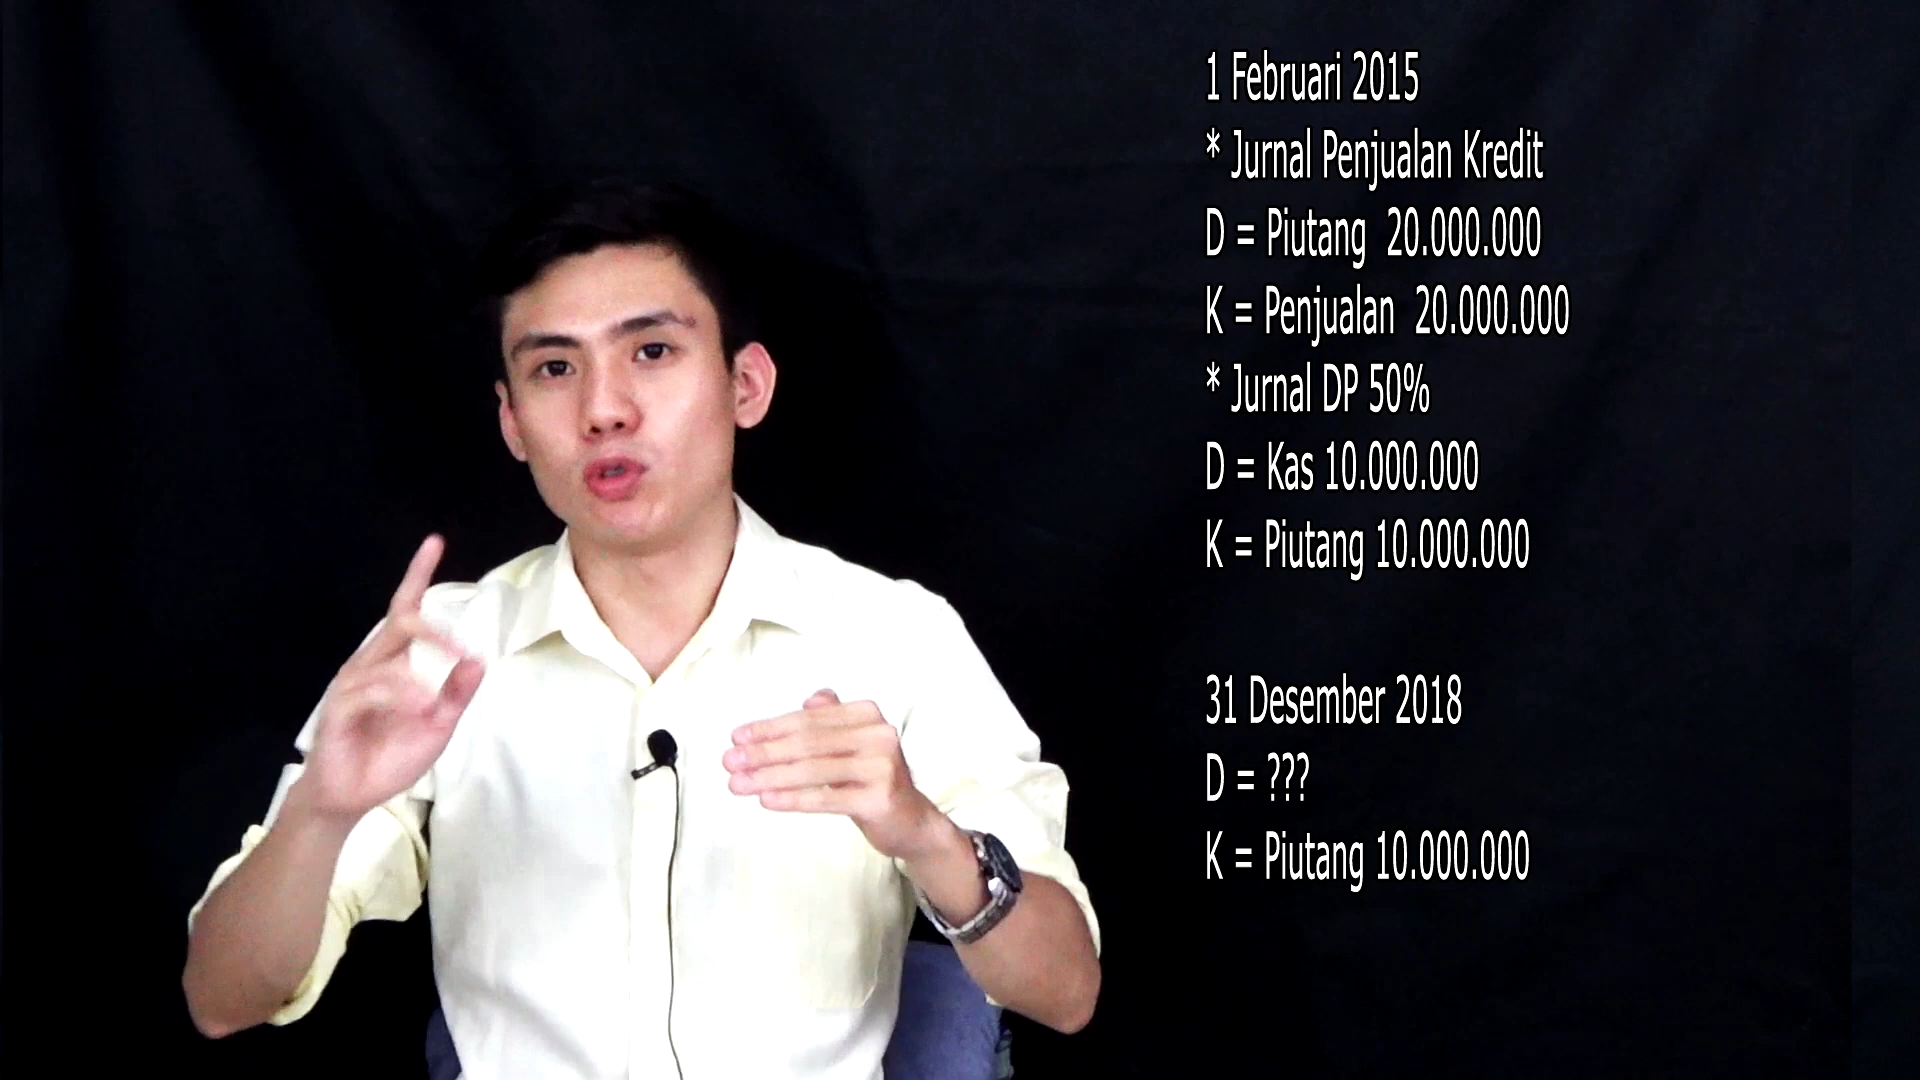 1 Februari 2015
* Jurnal Penjualan Kredit
D = Piutang  20.000.000
K = Penjualan  20.000.000
* Jurnal DP 50%
D = Kas 10.000.000
K = Piutang 10.000.000
31 Desember 2018
D = ???
K = Piutang 10.000.000